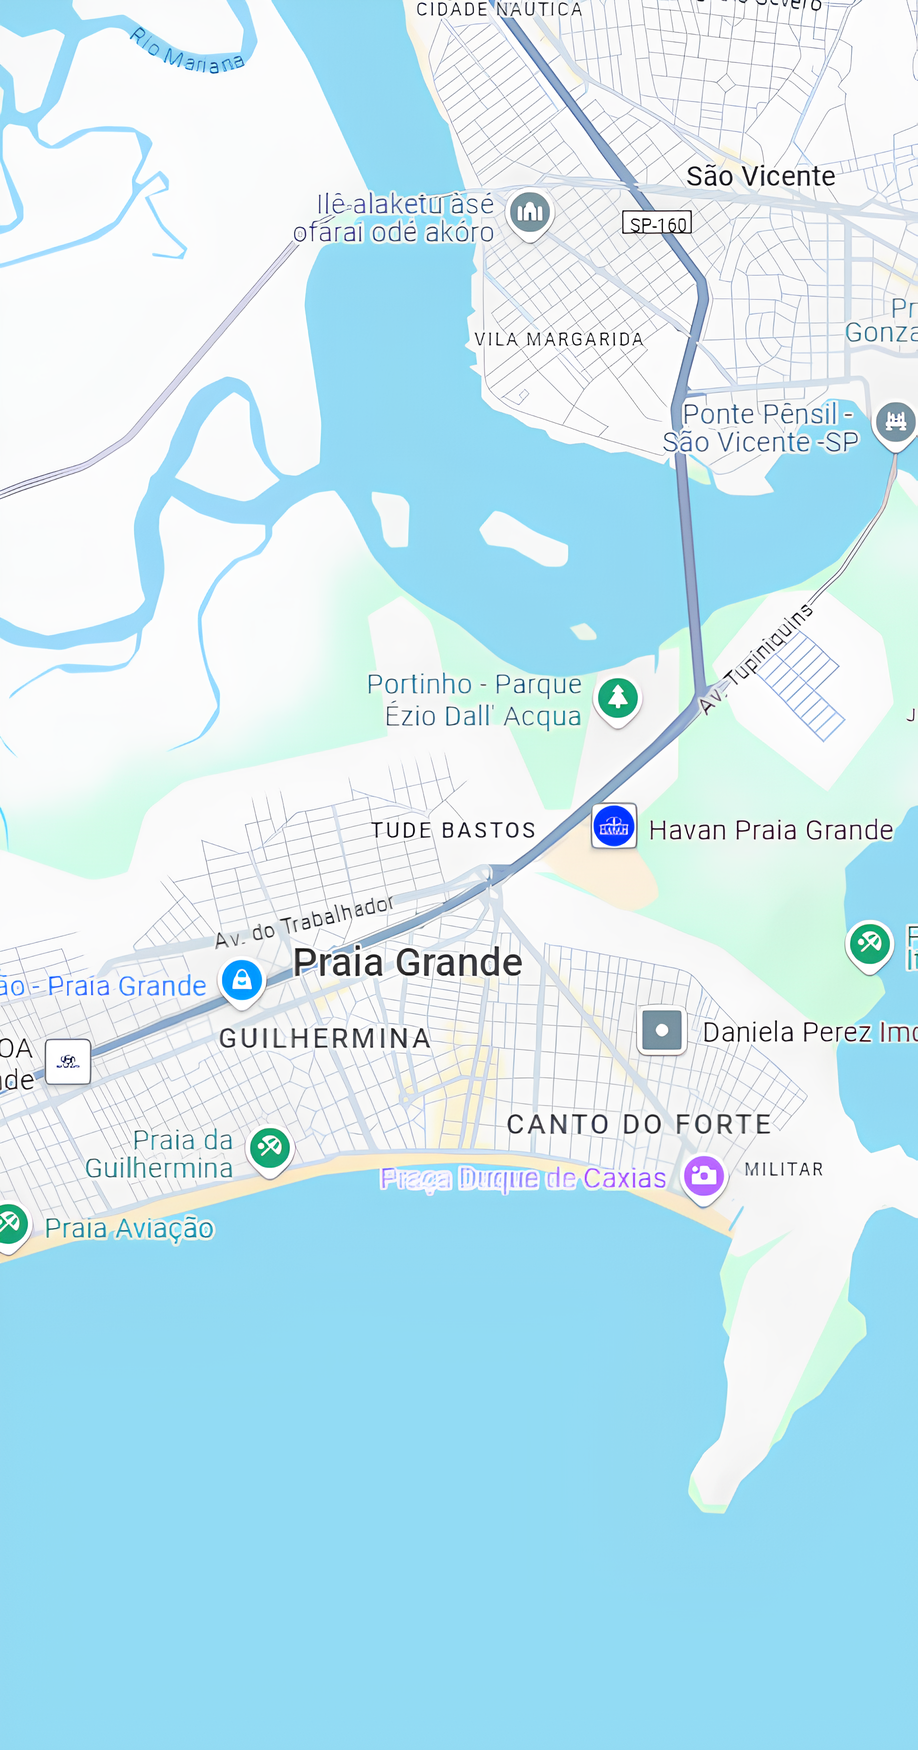 CIDADE NÁUTICA
Rio Mariana
São Vicente
Ilê-alaketu àsé
ofarai odé akóro
SP-160
Pr
Gonza
VILA MARGARIDA
Ponte Pênsil -
São Vicente -SP
Av. Tupiniquins
Portinho - Parque
Ézio Dall' Acqua
J
TUDE BASTOS
Havan Praia Grande
Av. do Trabalhador
F
It
Praia Grande
ão - Praia Grande
GUILHERMINA
Daniela Perez Imo
OA
nde
CANTO DO FORTE
Praia da
Guilhermina
MILITAR
Praça Duque de Caxias
Praia Aviação